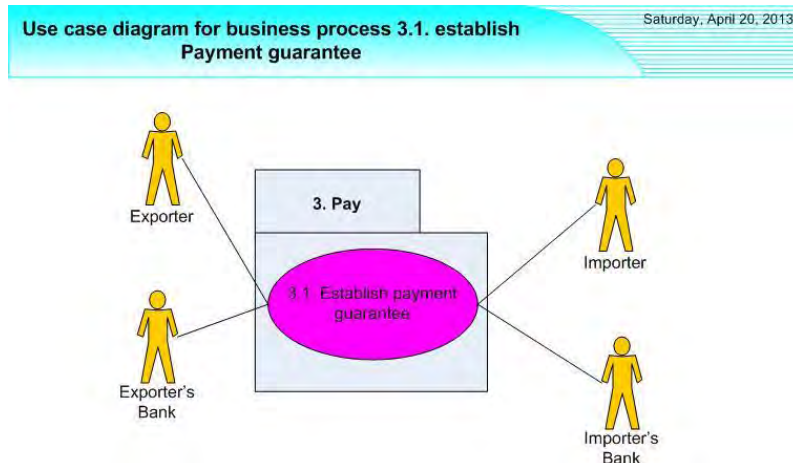 Use case diagram for business process 3.1. establish
Payment guarantee
Saturday, April 20, 2013
Exporter
3. Pay
Importer
3.1. Establish payment
guarantee
Exporter's
Bank
Importer's
Bank